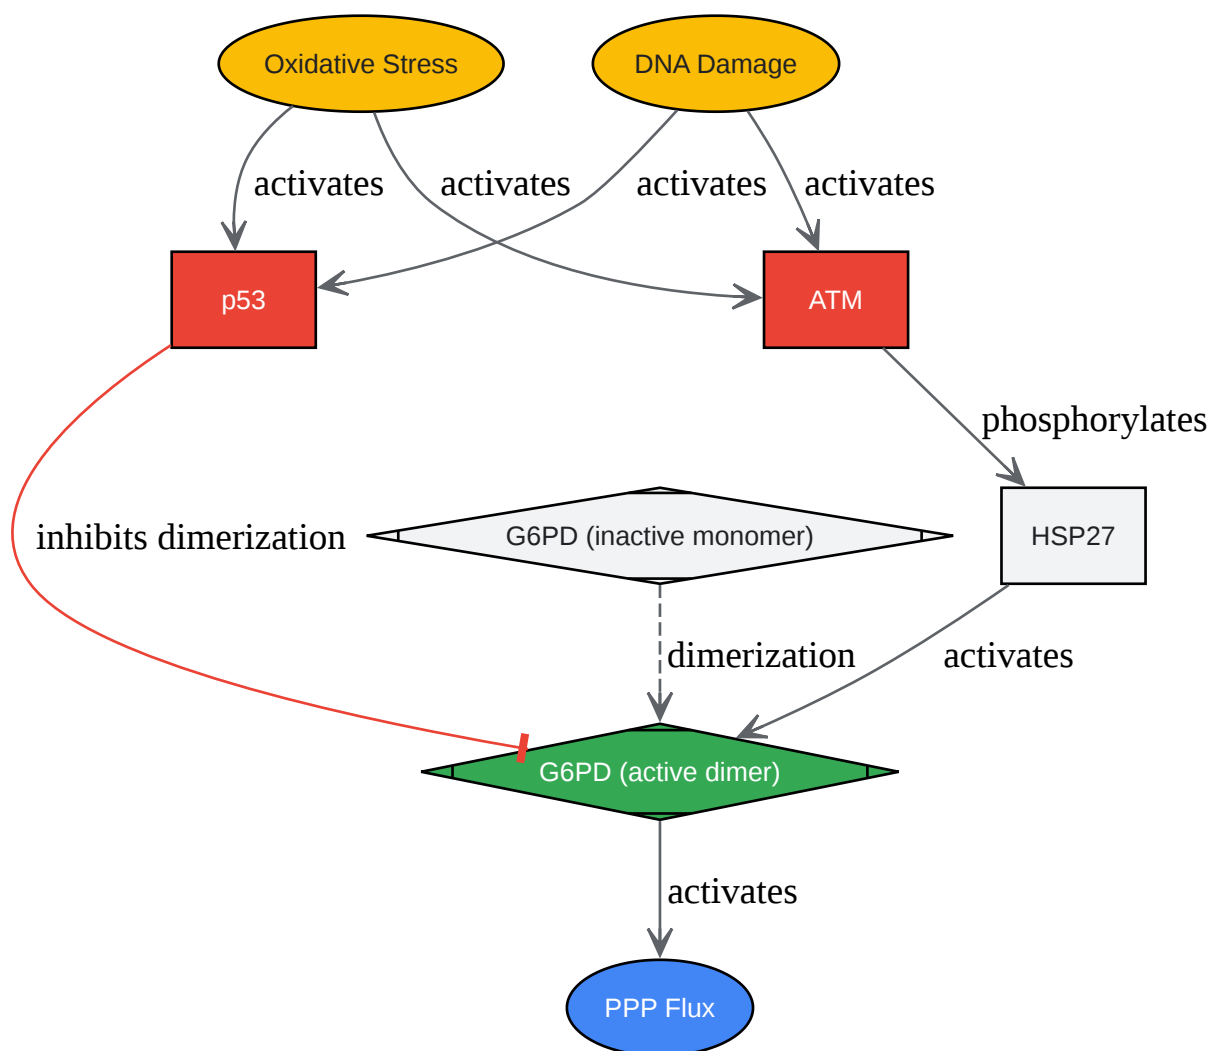 Oxidative Stress
DNA Damage
activates
activates
activates
activates
p53
ATM
phosphorylates
inhibits dimerization
G6PD (inactive monomer)
HSP27
dimerization
activates
G6PD (active dimer)
activates
PPP Flux